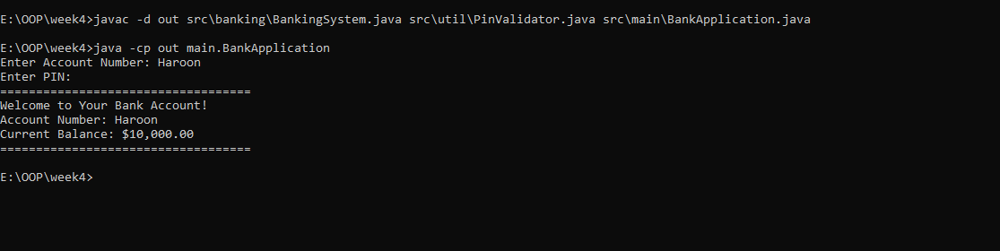 E:\OOP\week4>javac -d out src\banking\BankingSystem.java src\util\PinValidator.java src\main\BankApplication.java
E:\OOP\week4>java -cp out main.BankApplication
Enter Account Number: Haroon
Enter PIN:
===================================
Welcome to Your Bank Account!
Account Number: Haroon
Current Balance: $10,000.00
===================================
E:\OOP\week4>